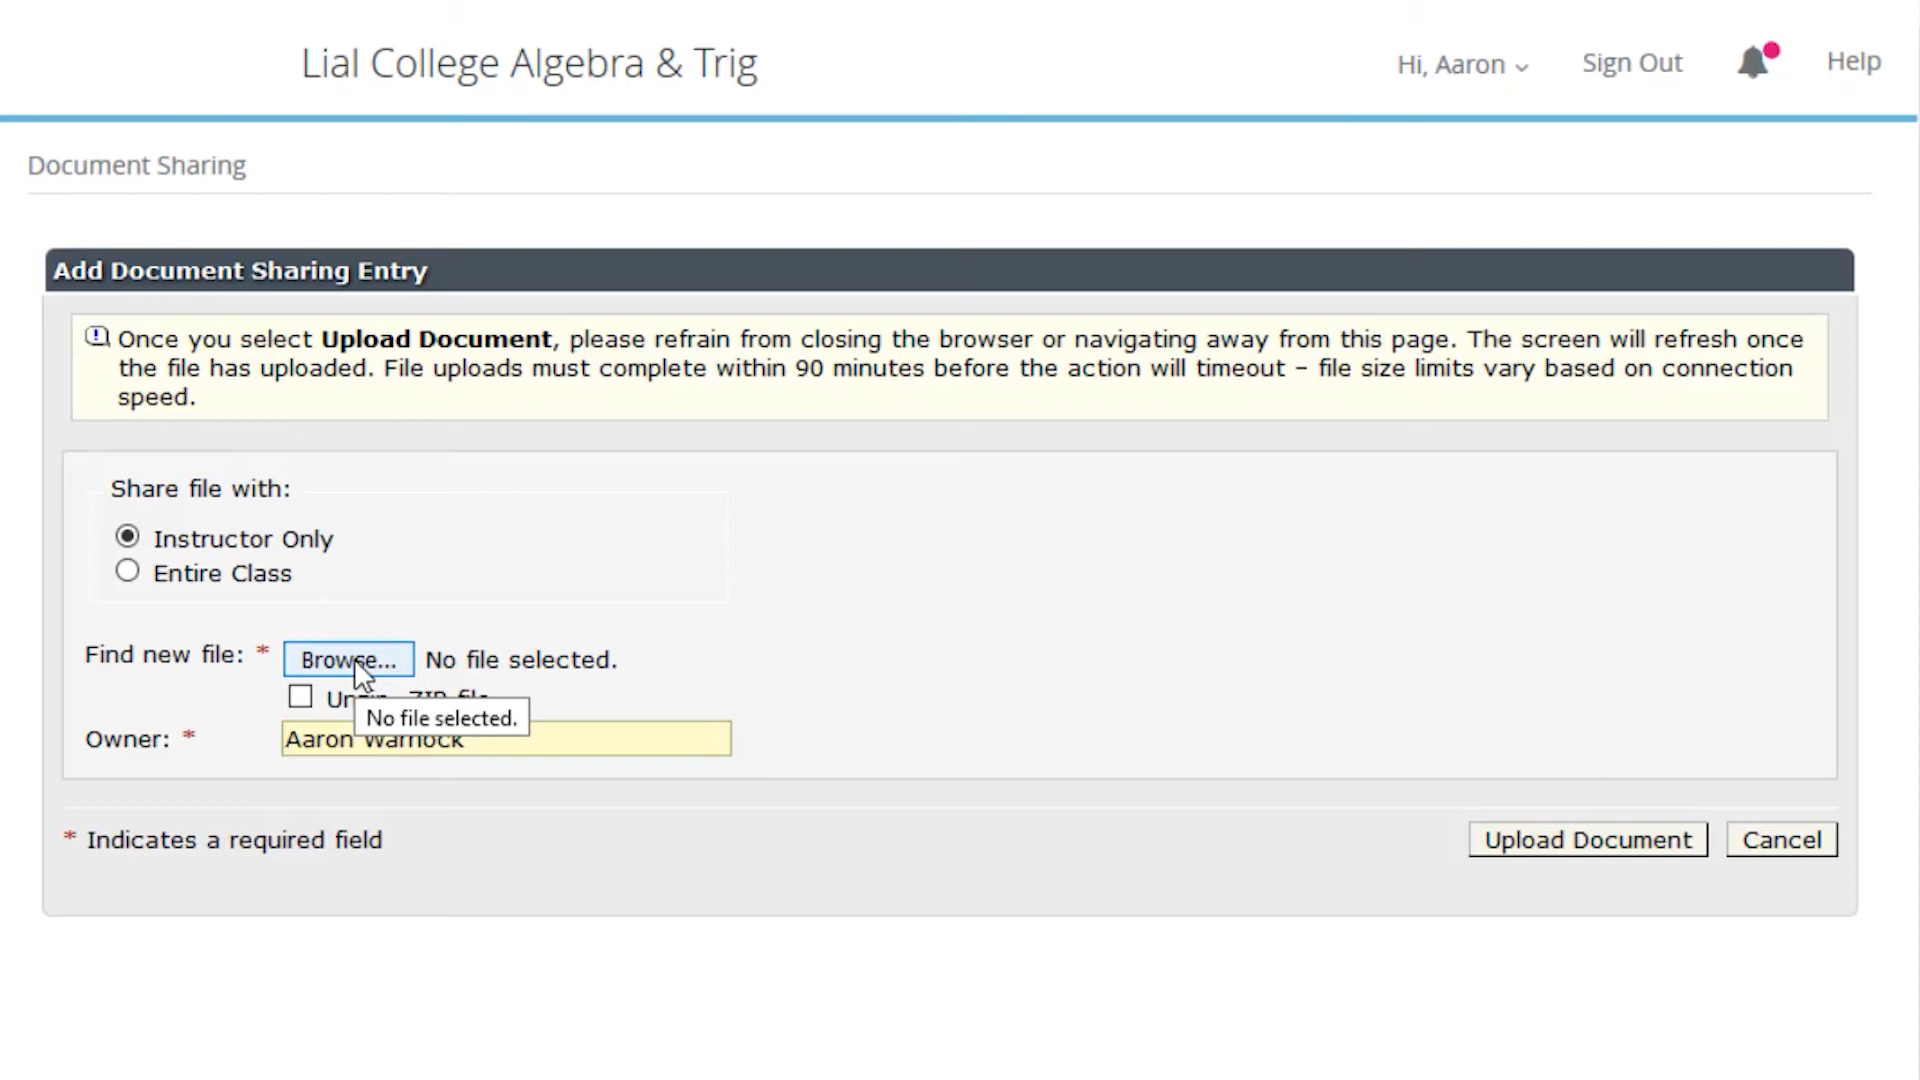 Lial College Algebra & Trig
Hi, Aaron
Sign Out
Help
Document Sharing
Add Document Sharing Entry
Once you select Upload Document, please refrain from closing the browser or navigating away from this page. The screen will refresh once
the file has uploaded. File uploads must complete within 90 minutes before the action will timeout – file size limits vary based on connection
speed.
Share file with:
Instructor Only
Entire Class
Find new file: * Browse... No file selected.
ZIP file
No file selected.
Owner: * Aaron
* Indicates a required field
Upload Document
Cancel